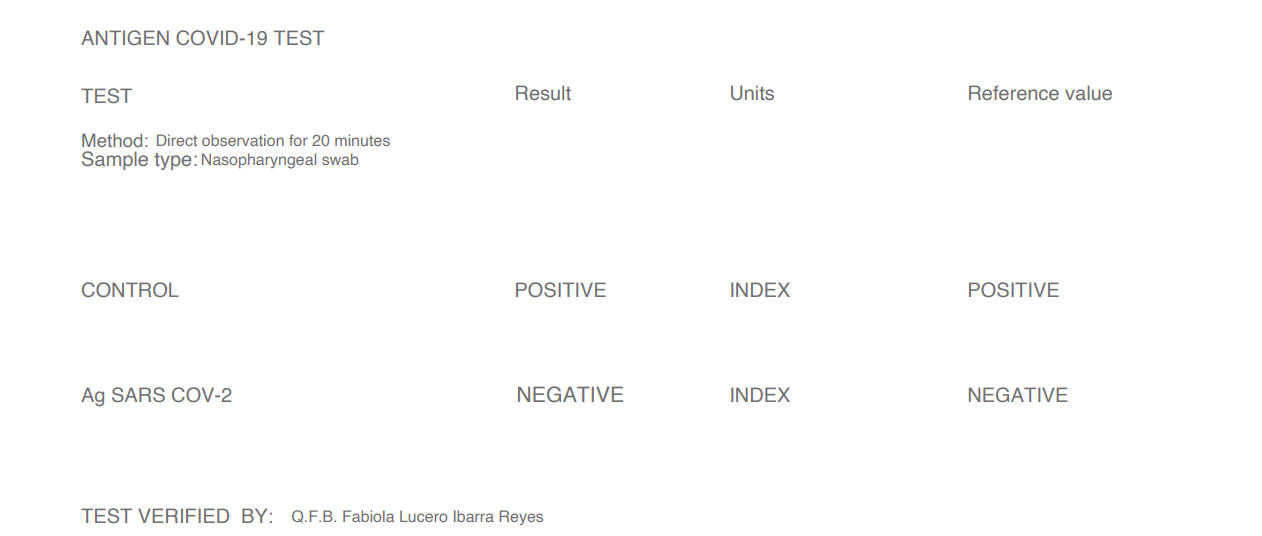 ANTIGEN COVID-19 TEST
TEST Result Units Reference value
Method: Direct observation for 20 minutes
Sample type: Nasopharyngeal swab
CONTROL POSITIVE INDEX POSITIVE
Ag SARS COV-2 NEGATIVE INDEX NEGATIVE
TEST VERIFIED BY: Q.F.B. Fabiola Lucero Ibarra Reyes